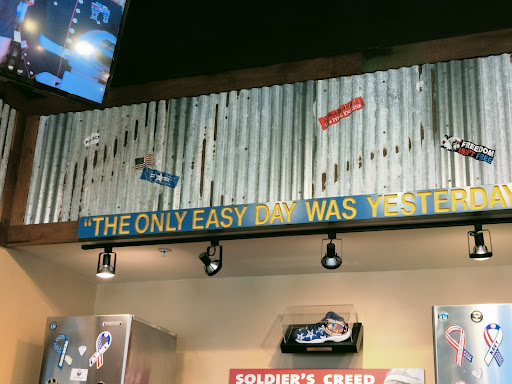 FREEDOM
ISN'T FREE
"THE ONLY EASY DAY WAS YESTERDAY
SOLDIER'S CREED